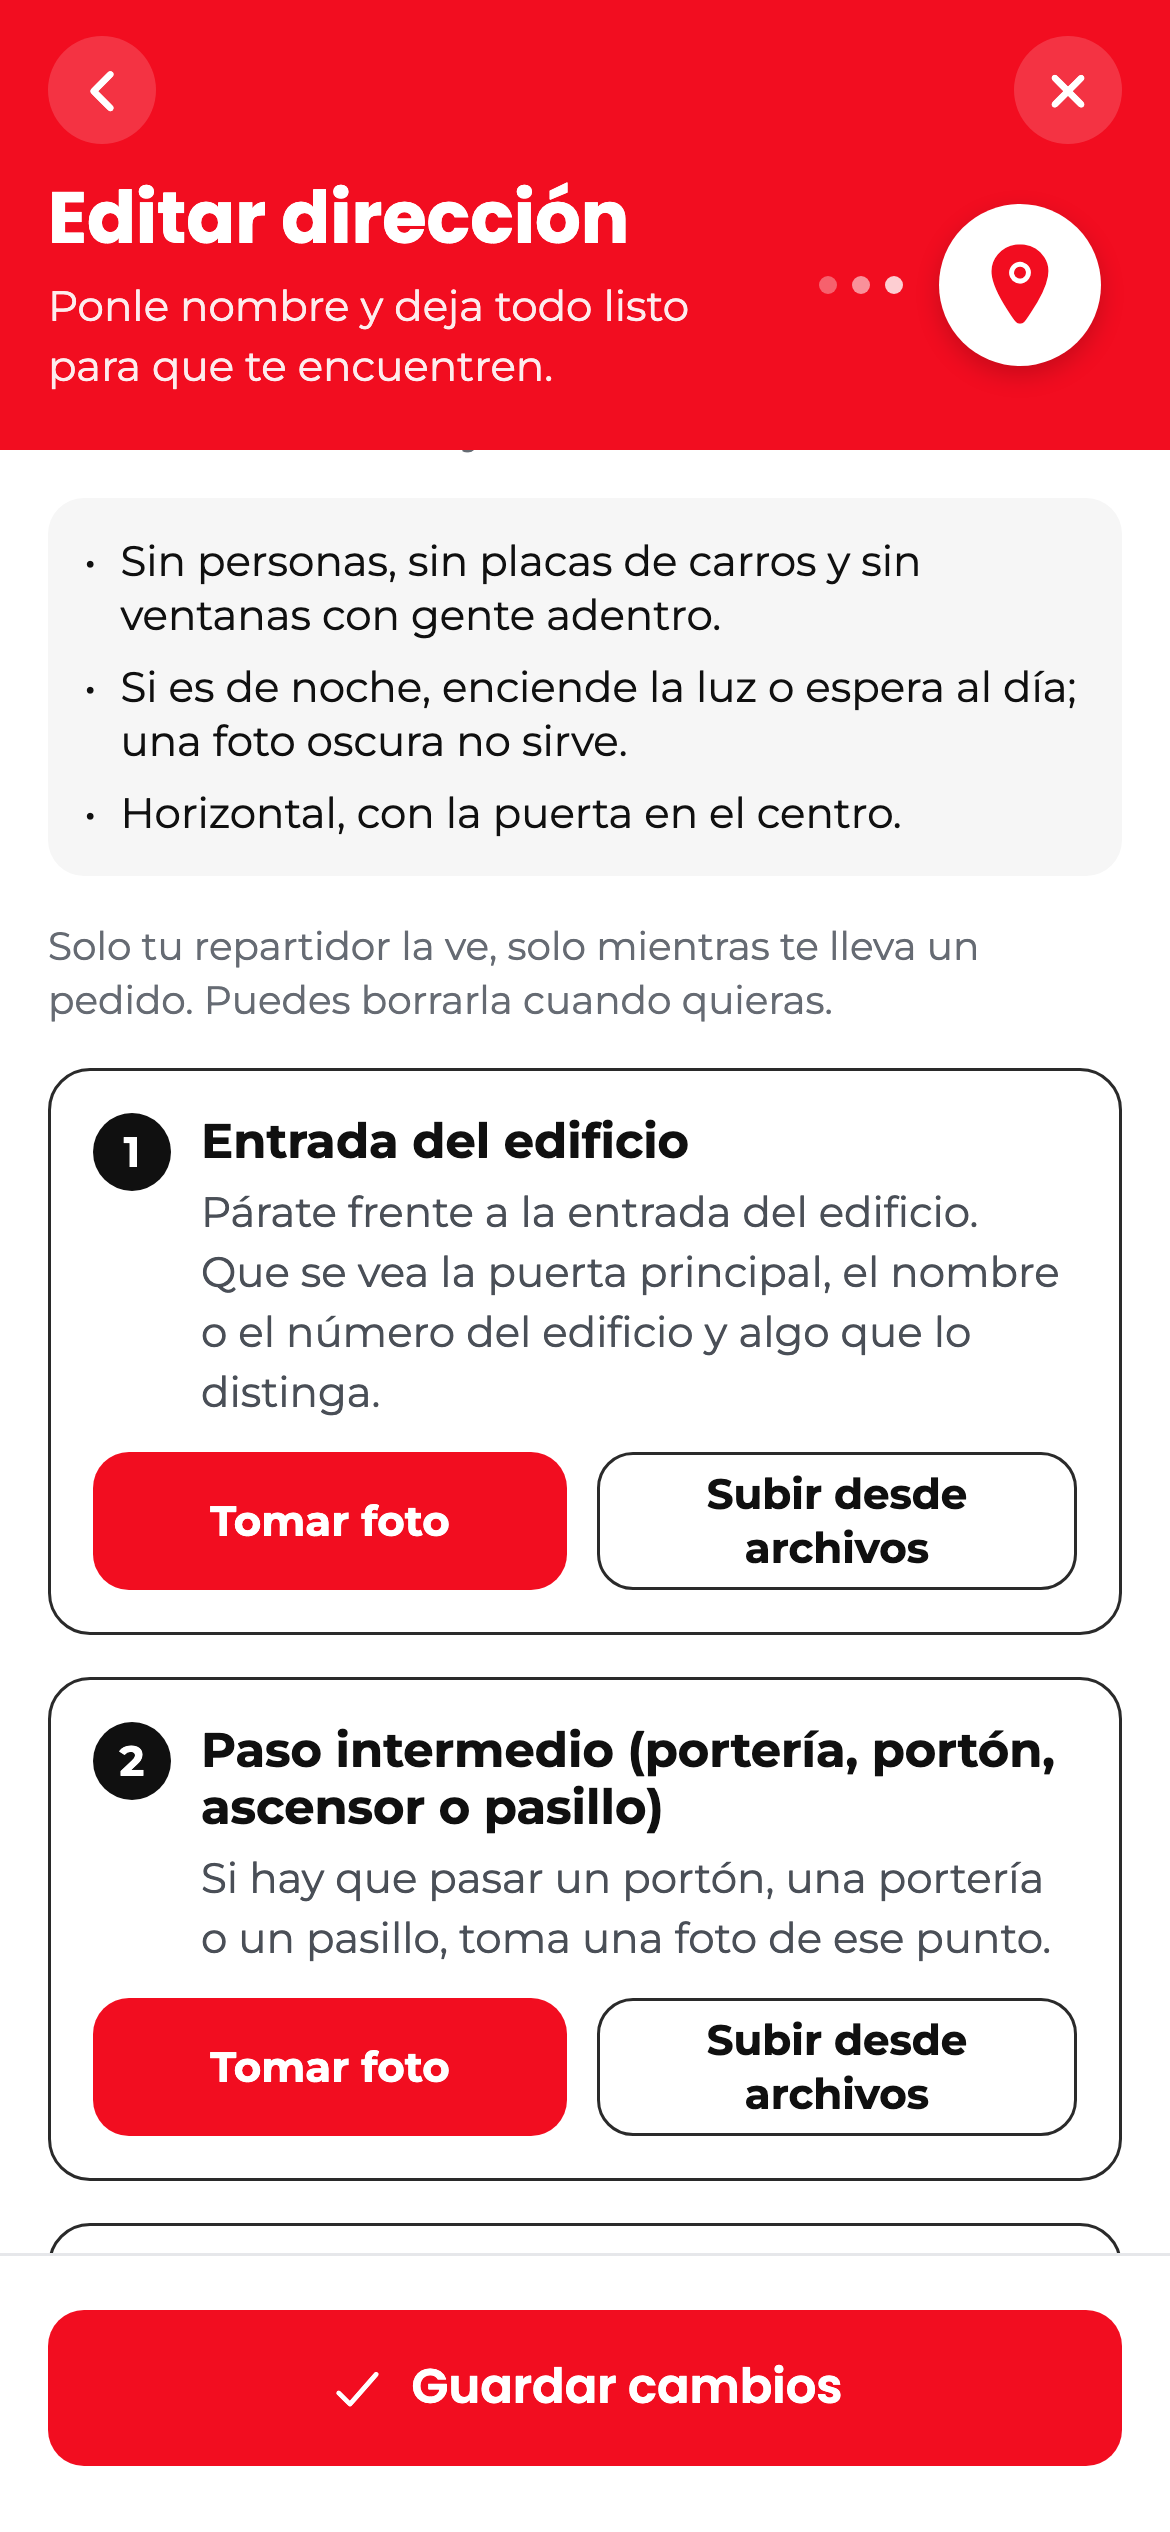 Editar dirección
Ponle nombre y deja todo listo
para que te encuentren.
• Sin personas, sin placas de carros y sin
ventanas con gente adentro.
• Si es de noche, enciende la luz o espera al día;
una foto oscura no sirve.
• Horizontal, con la puerta en el centro.
Solo tu repartidor la ve, solo mientras te lleva un
pedido. Puedes borrarla cuando quieras.
1 Entrada del edificio
Párate frente a la entrada del edificio.
Que se vea la puerta principal, el nombre
o el número del edificio y algo que lo
distinga.
Tomar foto
Subir desde
archivos
2 Paso intermedio (portería, portón,
ascensor o pasillo)
Si hay que pasar un portón, una portería
o un pasillo, toma una foto de ese punto.
Tomar foto
Subir desde
archivos
Guardar cambios